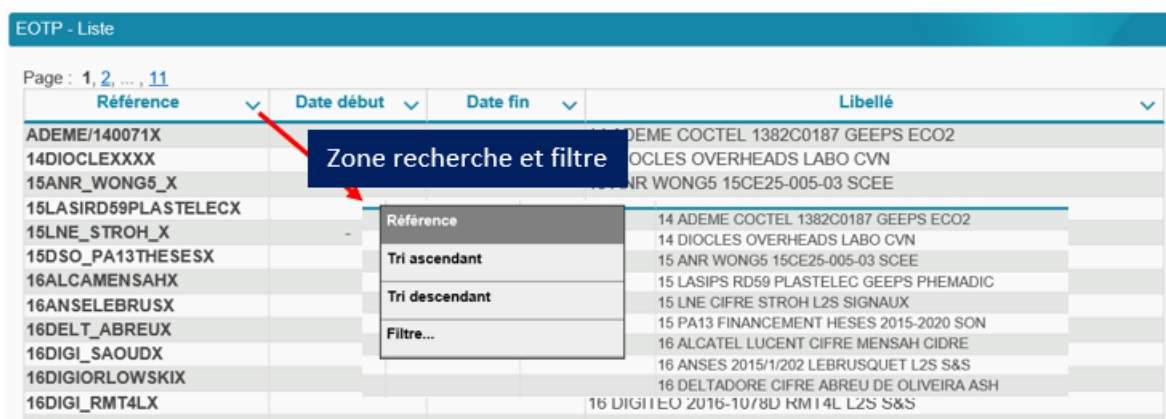 EOTP - Liste
Page : 1, 2, ... , 11
Référence Date début Date fin Libellé
ADEME/140071X DEME COCTEL 1382C0187 GEEPS ECO2
14DIOCLEXXXX OCLES OVERHEADS LABO CVN
Zone recherche et filtre
15ANR_WONG5_X NR WONG5 15CE25-005-03 SCEE
15LASIRD59PLASTELECX
Référence 14 ADEME COCTEL 1382C0187 GEEPS ECO2
15LNE_STROH_X -
14 DIOCLES OVERHEADS LABO CVN
15DSO_PA13THESESX
Tri ascendant 15 ANR WONG5 15CE25-005-03 SCEE
16ALCAMENSAHX
15 LASIPS RD59 PLASTELEC GEEPS PHEMADIC
Tri descendant 15 LNE CIFRE STROH L2S SIGNAUX
16ANSELEBRUSX
15 PA13 FINANCEMENT HESES 2015-2020 SON
16DELT_ABREUX
Filtre... 16 ALCATEL LUCENT CIFRE MENSAH CIDRE
16DIGI_SAOUDX
16 ANSES 2015/1/202 LEBRUSQUET L2S S&S
16DIGIORLOWSKIX
16 DELTADORE CIFRE ABREU DE OLIVEIRA ASH
16DIGI_RMT4LX 16 DIGITEO 2016-1078D RMT4L L2S S&S